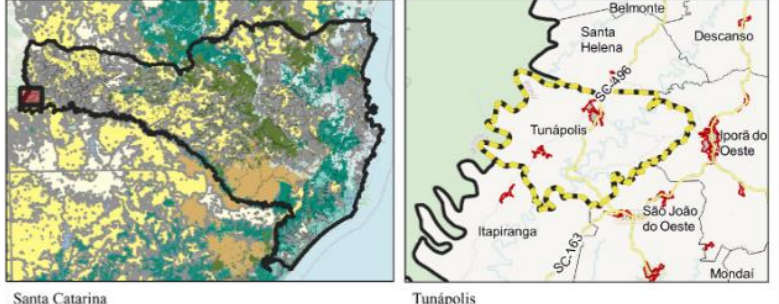 Belmonte
Santa
Helena
Descanso
SC-496
Tunápolis
Iporã do
Oeste
São João
do Oeste
Itapiranga
SC-163
Mondaí
Santa Catarina
Tunápolis